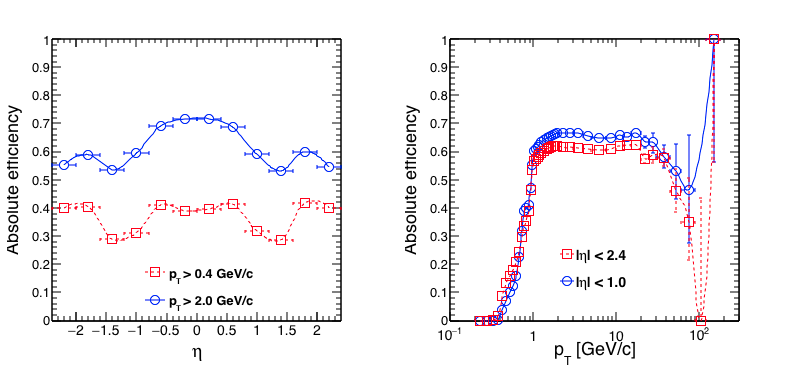 Absolute efficiency
1
0.9
0.8
0.7
0.6
0.5
0.4
0.3
0.2
0.1
0
−2 −1.5 −1 −0.5 0 0.5 1 1.5 2
η
p_T > 0.4 GeV/c
p_T > 2.0 GeV/c
Absolute efficiency
1
0.9
0.8
0.7
0.6
0.5
0.4
0.3
0.2
0.1
0
10⁻¹ 1 10 10²
p_T [GeV/c]
|η| < 2.4
|η| < 1.0